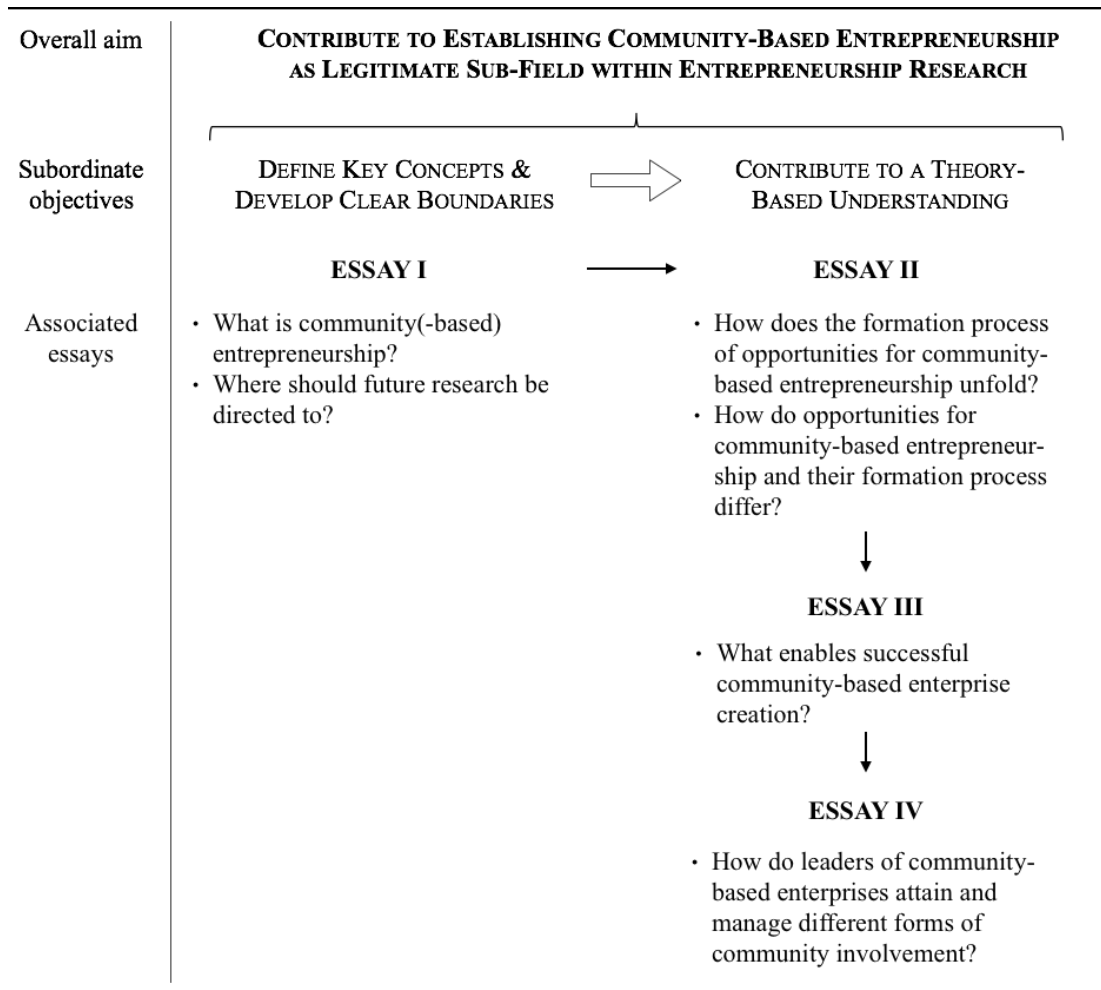 Overall aim
CONTRIBUTE TO ESTABLISHING COMMUNITY-BASED ENTREPRENEURSHIP
AS LEGITIMATE SUB-FIELD WITHIN ENTREPRENEURSHIP RESEARCH
Subordinate
objectives
DEFINE KEY CONCEPTS &
DEVELOP CLEAR BOUNDARIES
CONTRIBUTE TO A THEORY-
BASED UNDERSTANDING
Associated
essays
ESSAY I
· What is community(-based)
entrepreneurship?
· Where should future research be
directed to?
ESSAY II
· How does the formation process
of opportunities for community-
based entrepreneurship unfold?
· How do opportunities for
community-based entrepreneur-
ship and their formation process
differ?
ESSAY III
· What enables successful
community-based enterprise
creation?
ESSAY IV
· How do leaders of community-
based enterprises attain and
manage different forms of
community involvement?